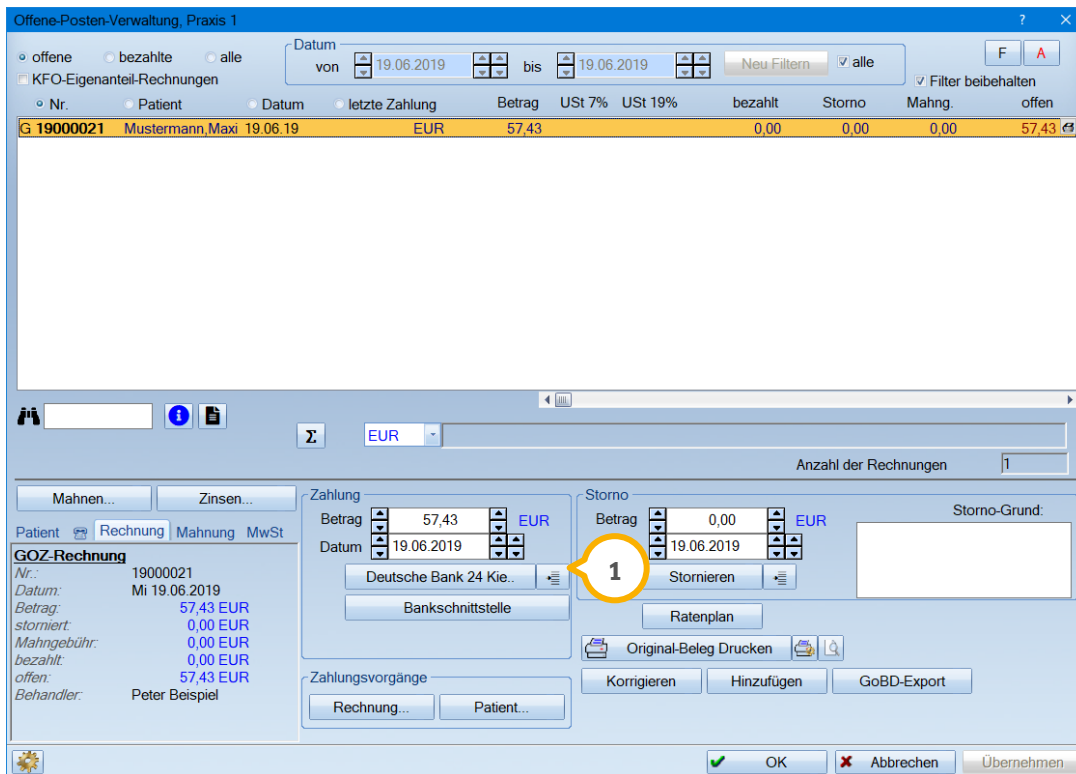 Offene-Posten-Verwaltung, Praxis 1 ?
offene bezahlte alle
KFO-Eigenanteil-Rechnungen
Datum
von 19.06.2019 bis 19.06.2019 Neu Filtern alle
F A
Filter beibehalten
Nr. Patient Datum letzte Zahlung Betrag USt 7% USt 19% bezahlt Storno Mahng. offen
G 19000021 Mustermann,Maxi 19.06.19 EUR 57,43 0,00 0,00 0,00 57,43
Σ EUR
Anzahl der Rechnungen 1
Mahnen... Zinsen...
Patient Rechnung Mahnung MwSt
GOZ-Rechnung
Nr.: 19000021
Datum: Mi 19.06.2019
Betrag: 57,43 EUR
storniert: 0,00 EUR
Mahngebühr: 0,00 EUR
bezahlt: 0,00 EUR
offen: 57,43 EUR
Behandler: Peter Beispiel
Zahlung
Betrag 57,43 EUR
Datum 19.06.2019
Deutsche Bank 24 Kie..
Bankschnittstelle
1
Zahlungsvorgänge
Rechnung... Patient...
Storno
Betrag 0,00 EUR
19.06.2019
Stornieren
Storno-Grund:
Ratenplan
Original-Beleg Drucken
Korrigieren Hinzufügen GoBD-Export
OK Abbrechen Übernehmen